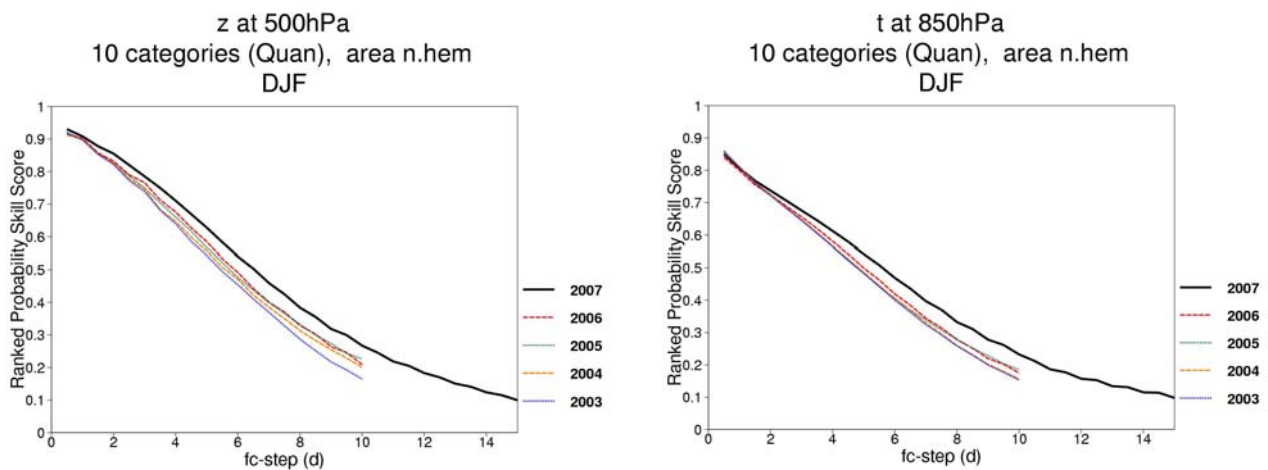 z at 500hPa
10 categories (Quan), area n.hem
DJF
Ranked Probability Skill Score
1
0.9
0.8
0.7
0.6
0.5
0.4
0.3
0.2
0.1
0
0 2 4 6 8 10 12 14
fc-step (d)
2007
2006
2005
2004
2003
t at 850hPa
10 categories (Quan), area n.hem
DJF
Ranked Probability Skill Score
1
0.9
0.8
0.7
0.6
0.5
0.4
0.3
0.2
0.1
0
0 2 4 6 8 10 12 14
fc-step (d)
2007
2006
2005
2004
2003